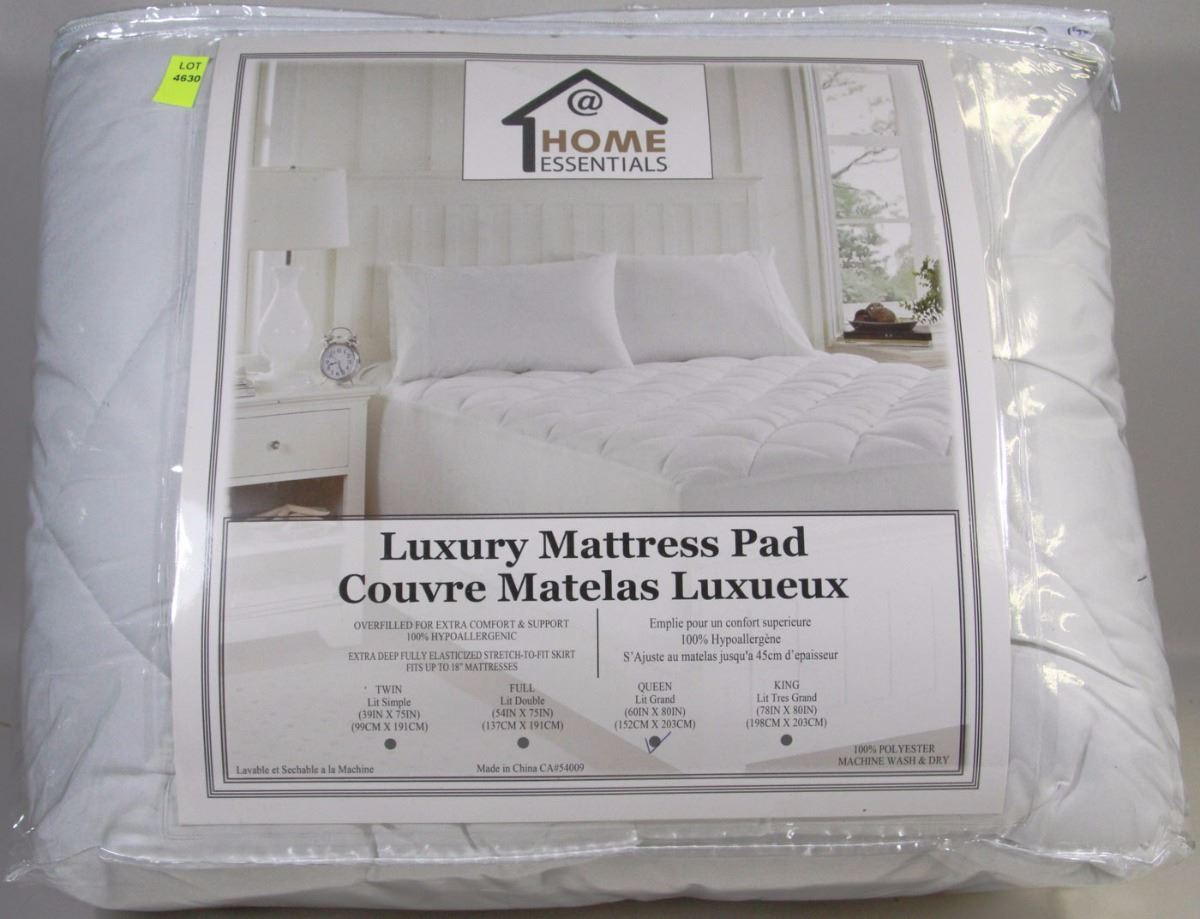 LOT
4630
@
HOME
ESSENTIALS
Luxury Mattress Pad
Couvre Matelas Luxueux
OVERFILLED FOR EXTRA COMFORT & SUPPORT
100% HYPOALLERGENIC
EXTRA DEEP FULLY ELASTICIZED STRETCH-TO-FIT SKIRT
FITS UP TO 18" MATTRESSES
Emplie pour un confort superieure
100% Hypoallergène
S'Ajuste au matelas jusqu'a 45cm d'epaisseur
TWIN
Lit Simple
(39IN X 75IN)
(99CM X 191CM)
FULL
Lit Double
(54IN X 75IN)
(137CM X 191CM)
QUEEN
Lit Grand
(60IN X 80IN)
(152CM X 203CM)
KING
Lit Tres Grand
(78IN X 80IN)
(198CM X 203CM)
Lavable et Sechable a la Machine
Made in China CA#54009
100% POLYESTER
MACHINE WASH & DRY